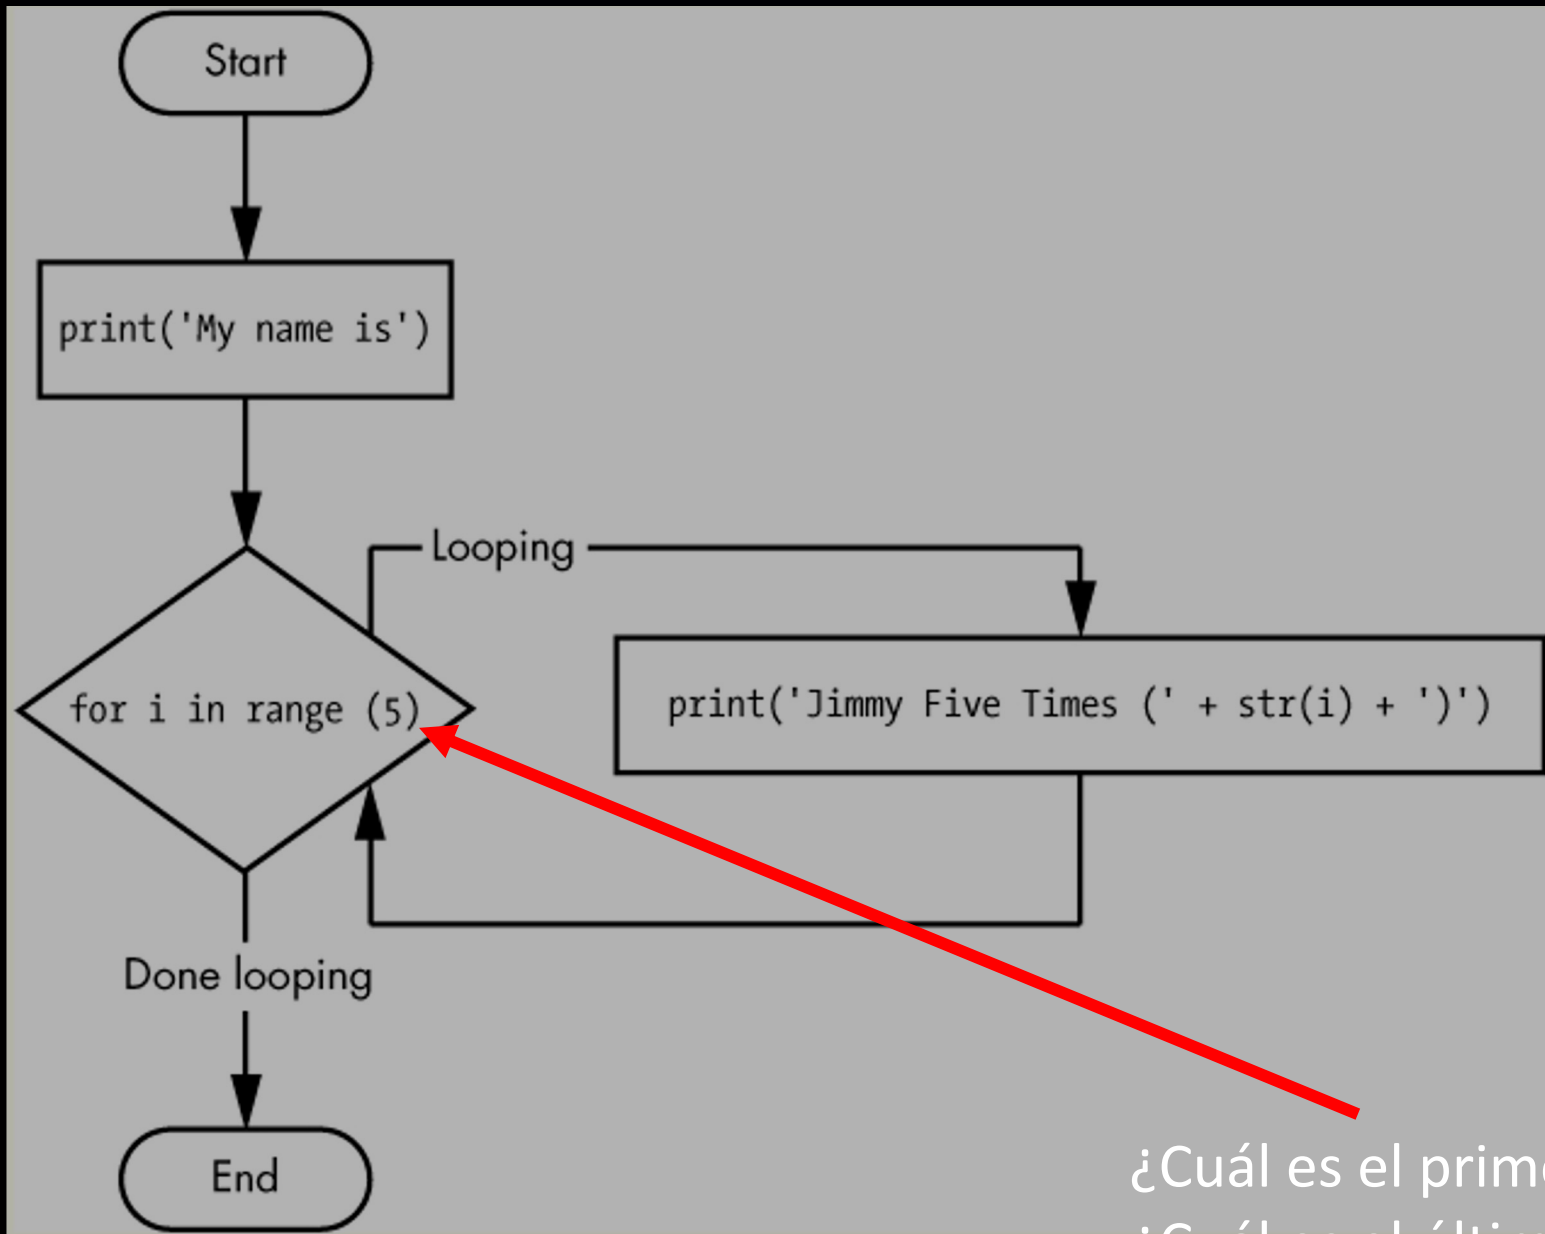 Start
print('My name is')
Looping
for i in range (5)
print('Jimmy Five Times (' + str(i) + ')')
Done looping
End
¿Cuál es el